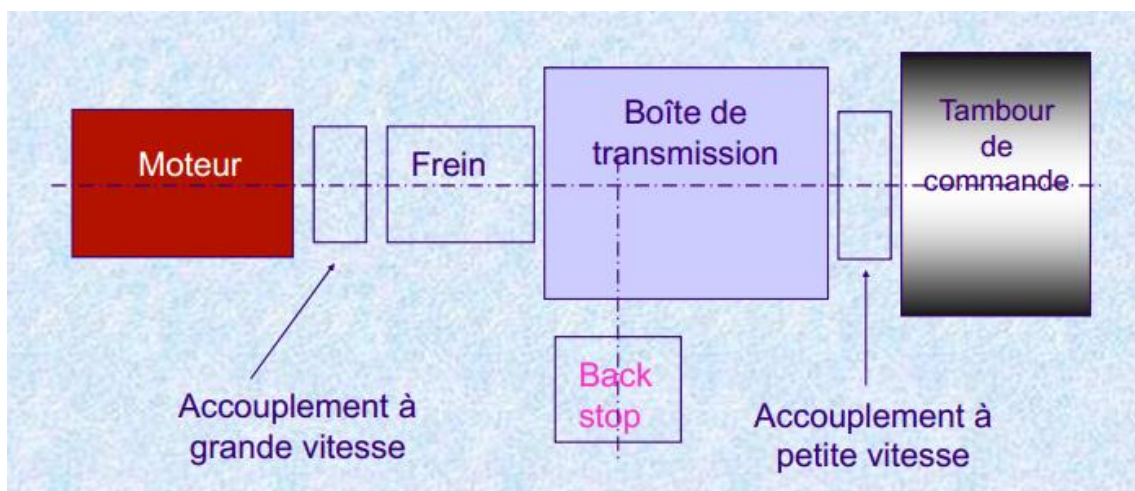 Moteur
Frein
Boîte de
transmission
Tambour
de
commande
Back
stop
Accouplement à
grande vitesse
Accouplement à
petite vitesse